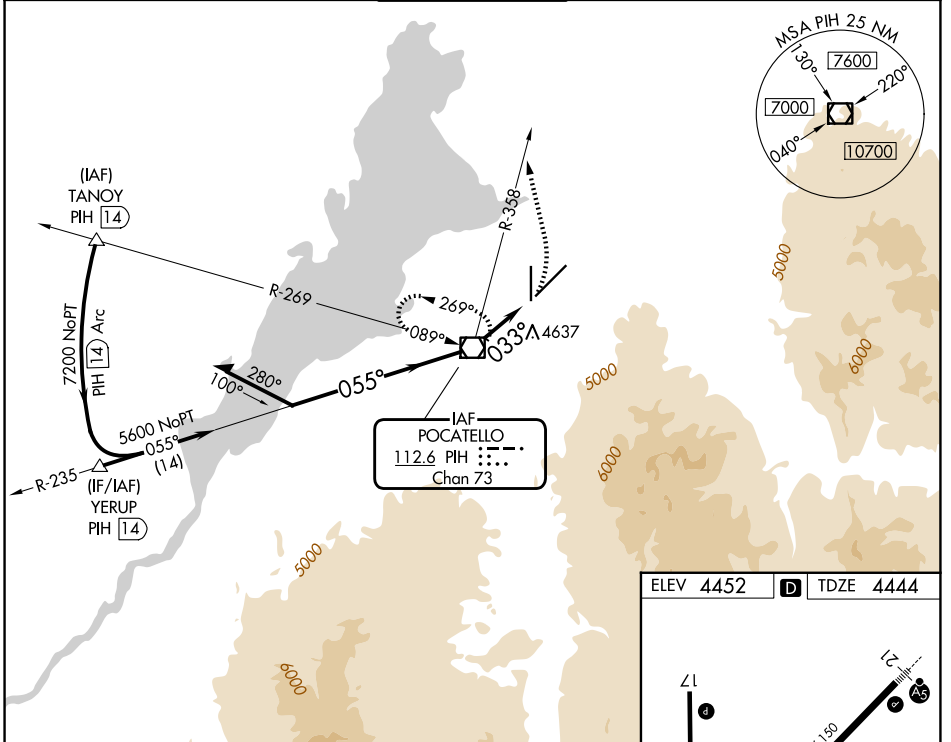 MSA PIH 25 NM
130°
7600
220°
7000
040°
10700
(IAF)
TANOY
PIH 14
R-358
5000
R-269
7200 NoPT
PIH 14 Arc
269°
089°
033°
4637
6000
280°
100°
055°
5000
5600 NoPT
055°
(14)
IAF
POCATELLO
112.6 PIH
Chan 73
R-235
(IF/IAF)
YERUP
PIH 14
6000
5000
ELEV 4452 D TDZE 4444
6000
17
P
21
A5
P
150